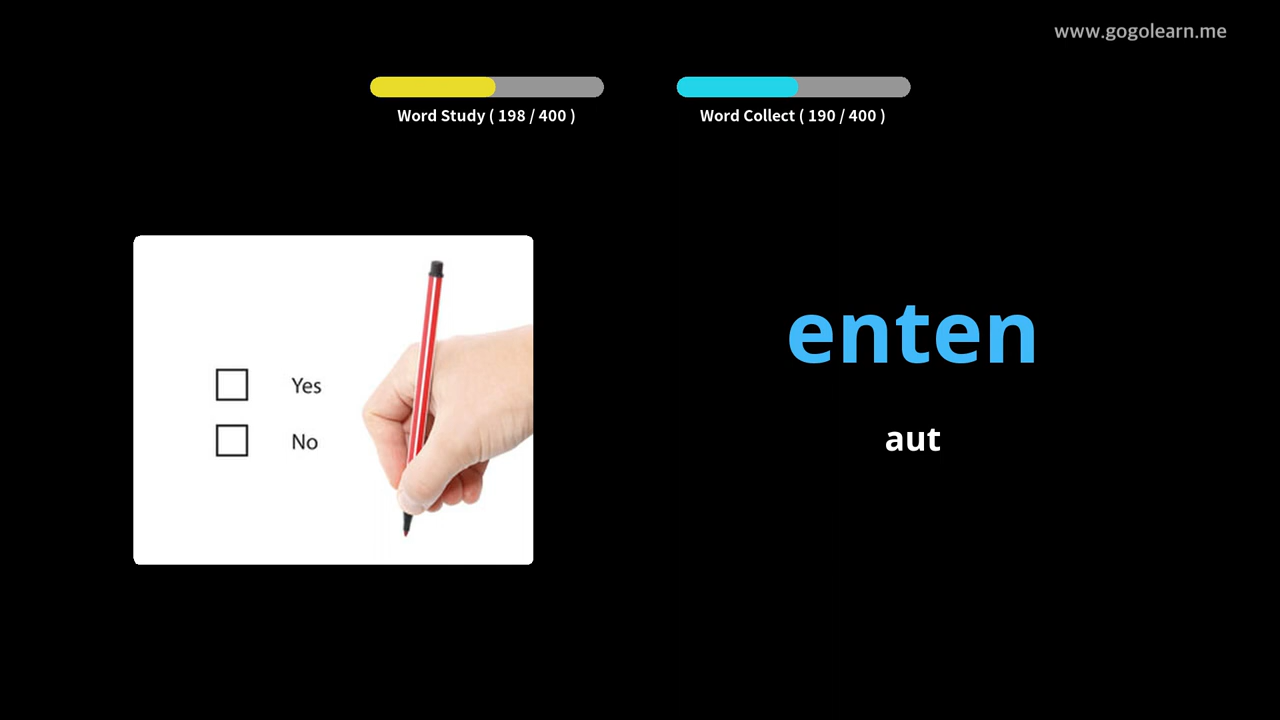 www.gogolearn.me
Word Study ( 198 / 400 )
Word Collect ( 190 / 400 )
Yes
No
enten
aut